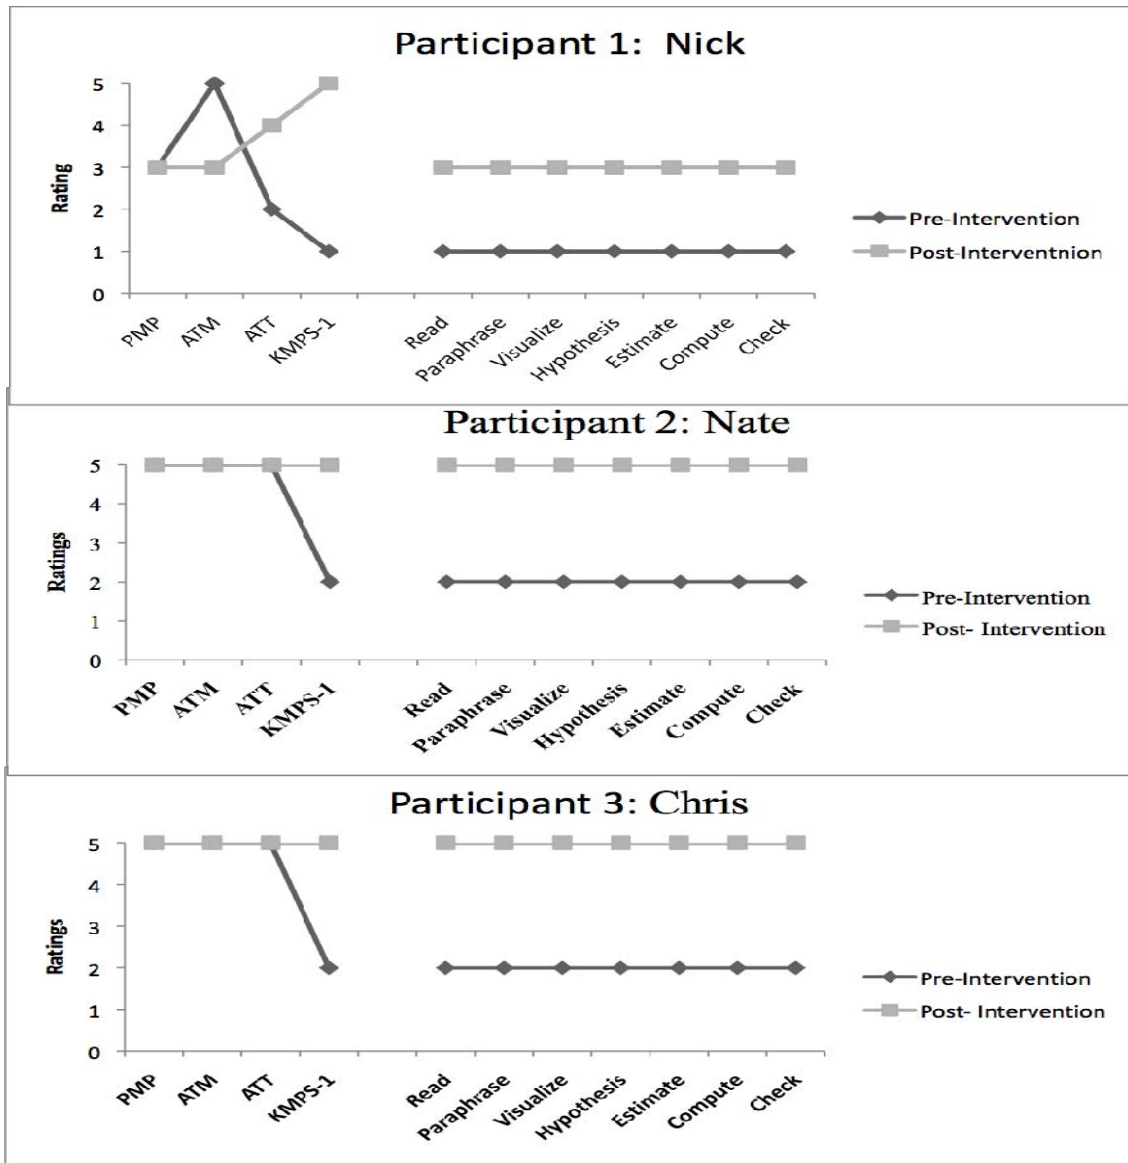 Participant 1: Nick
5
4
3
2
1
0
Rating
PMP
ATM
ATT
KMPS-1
Read
Paraphrase
Visualize
Hypothesis
Estimate
Compute
Check
Pre-Intervention
Post-Interventnion
Participant 2: Nate
5
4
3
2
1
0
Ratings
PMP
ATM
ATT
KMPS-1
Read
Paraphrase
Visualize
Hypothesis
Estimate
Compute
Check
Pre-Intervention
Post- Intervention
Participant 3: Chris
5
4
3
2
1
0
Ratings
PMP
ATM
ATT
KMPS-1
Read
Paraphrase
Visualize
Hypothesis
Estimate
Compute
Check
Pre-Intervention
Post- Intervention